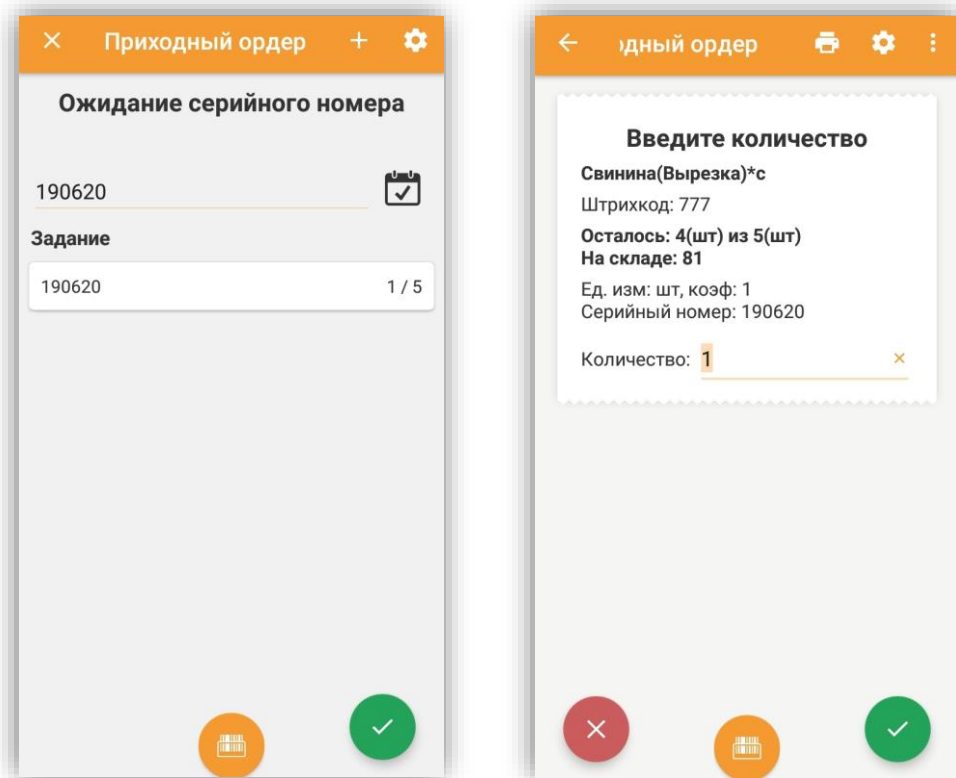 Приходный ордер
Ожидание серийного номера
190620
Задание
190620 1 / 5
ордер
Введите количество
Свинина(Вырезка)*с
Штрихкод: 777
Осталось: 4(шт) из 5(шт)
На складе: 81
Ед. изм: шт, коэф: 1
Серийный номер: 190620
Количество: 1